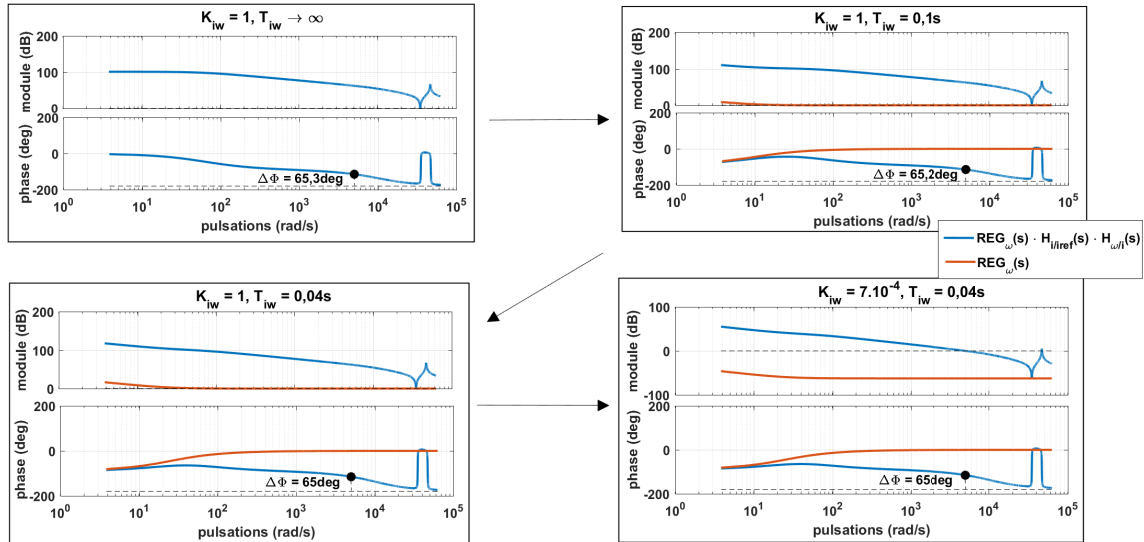 K_iw = 1, T_iw → ∞
module (dB)
200
100
0
phase (deg)
200
0
-200
ΔΦ = 65,3deg
10^0
10^1
10^2
10^3
10^4
10^5
pulsations (rad/s)
K_iw = 1, T_iw = 0,1s
module (dB)
200
100
0
phase (deg)
200
0
-200
ΔΦ = 65,2deg
10^0
10^1
10^2
10^3
10^4
10^5
pulsations (rad/s)
REG_ω(s) · H_i/iref(s) · H_ω/i(s)
REG_ω(s)
K_iw = 1, T_iw = 0,04s
module (dB)
200
100
0
phase (deg)
200
0
-200
ΔΦ = 65deg
10^0
10^1
10^2
10^3
10^4
10^5
pulsations (rad/s)
K_iw = 7.10^-4, T_iw = 0,04s
module (dB)
100
0
-100
phase (deg)
200
0
-200
ΔΦ = 65deg
10^0
10^1
10^2
10^3
10^4
10^5
pulsations (rad/s)